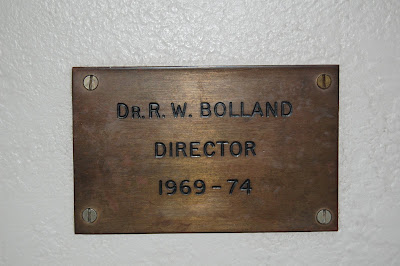 DR. R. W. BOLLAND
DIRECTOR
1969-74